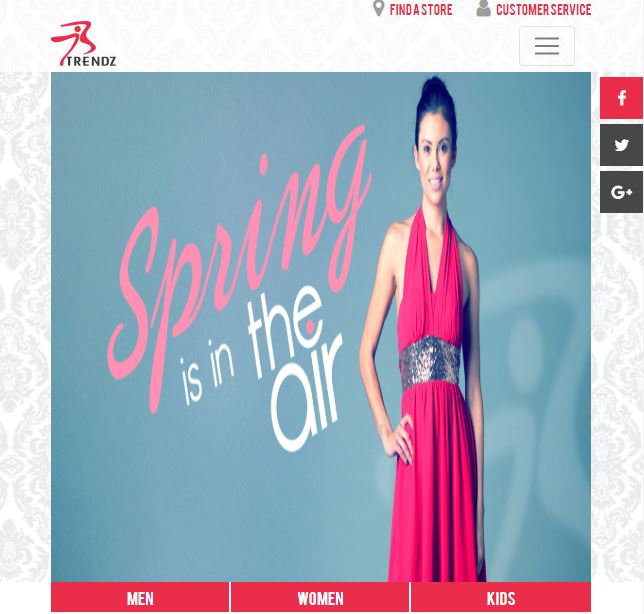 FIND A STORE
CUSTOMER SERVICE
TRENDZ
Spring
is in the
air
MEN
WOMEN
KIDS
f
G+